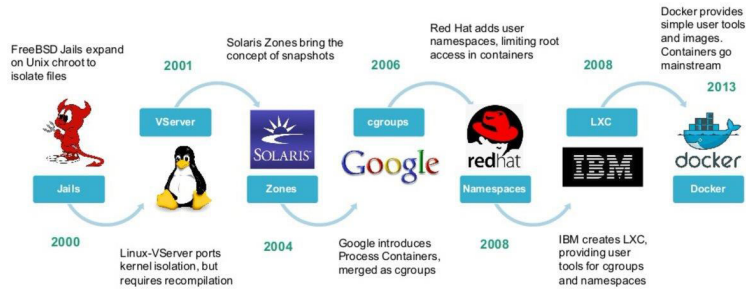 FreeBSD Jails expand
on Unix chroot to
isolate files
Jails
2000
2001
VServer
Linux-VServer ports
kernel isolation, but
requires recompilation
Solaris Zones bring the
concept of snapshots
SOLARIS
Zones
2004
2006
cgroups
Google
Google introduces
Process Containers,
merged as cgroups
Red Hat adds user
namespaces, limiting root
access in containers
redhat
Namespaces
2008
2008
LXC
IBM
IBM creates LXC,
providing user
tools for cgroups
and namespaces
Docker provides
simple user tools
and images.
Containers go
mainstream
2013
docker
Docker